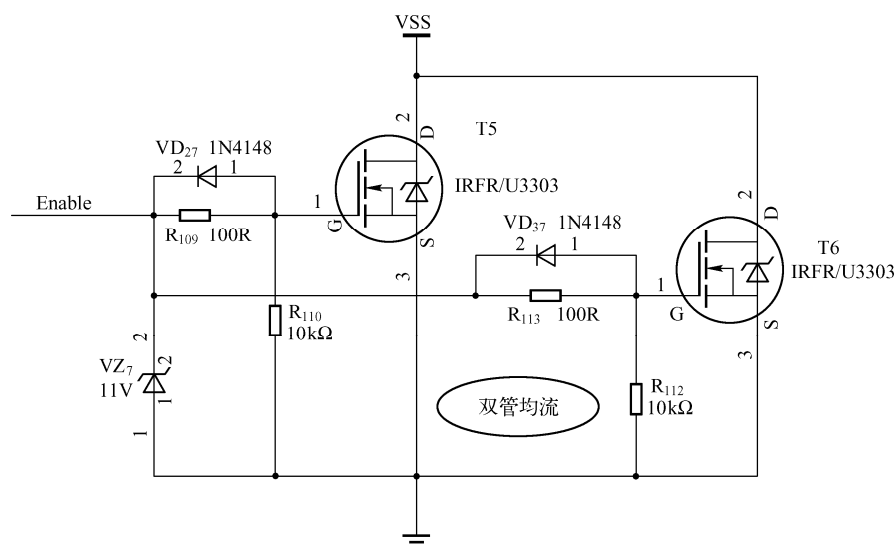 VSS
2
D
T5
VD27 1N4148
2 1
IRFR/U3303
Enable
1
G
S
R109 100R
3
2
D
VD37 1N4148
2 1
T6
IRFR/U3303
1
G
S
R113 100R
3
R110
10kΩ
2
2
VZ7
11V
1
1
双管均流
R112
10kΩ